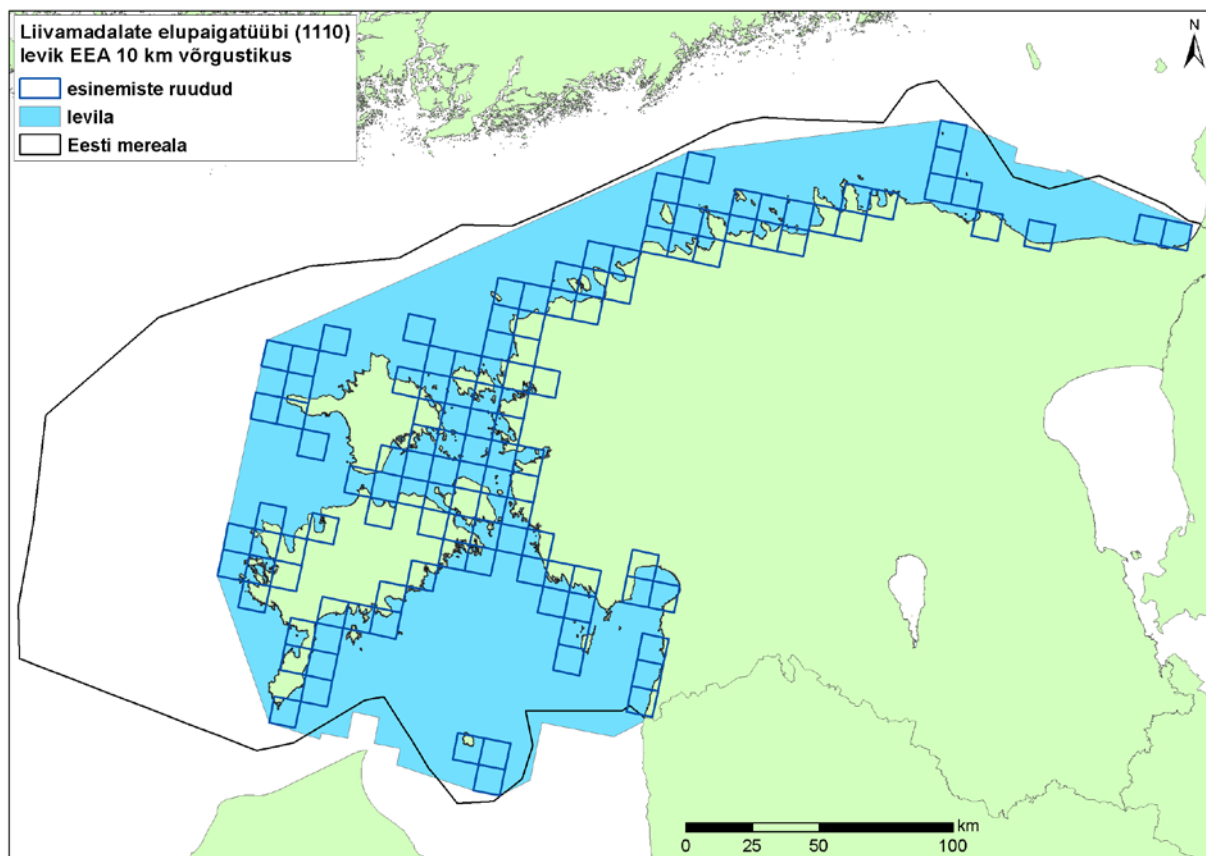 Liivamadalate elupaigatüübi (1110)
levik EEA 10 km võrgustikus
esinemiste ruudud
levila
Eesti mereala
N
km
0 25 50 100